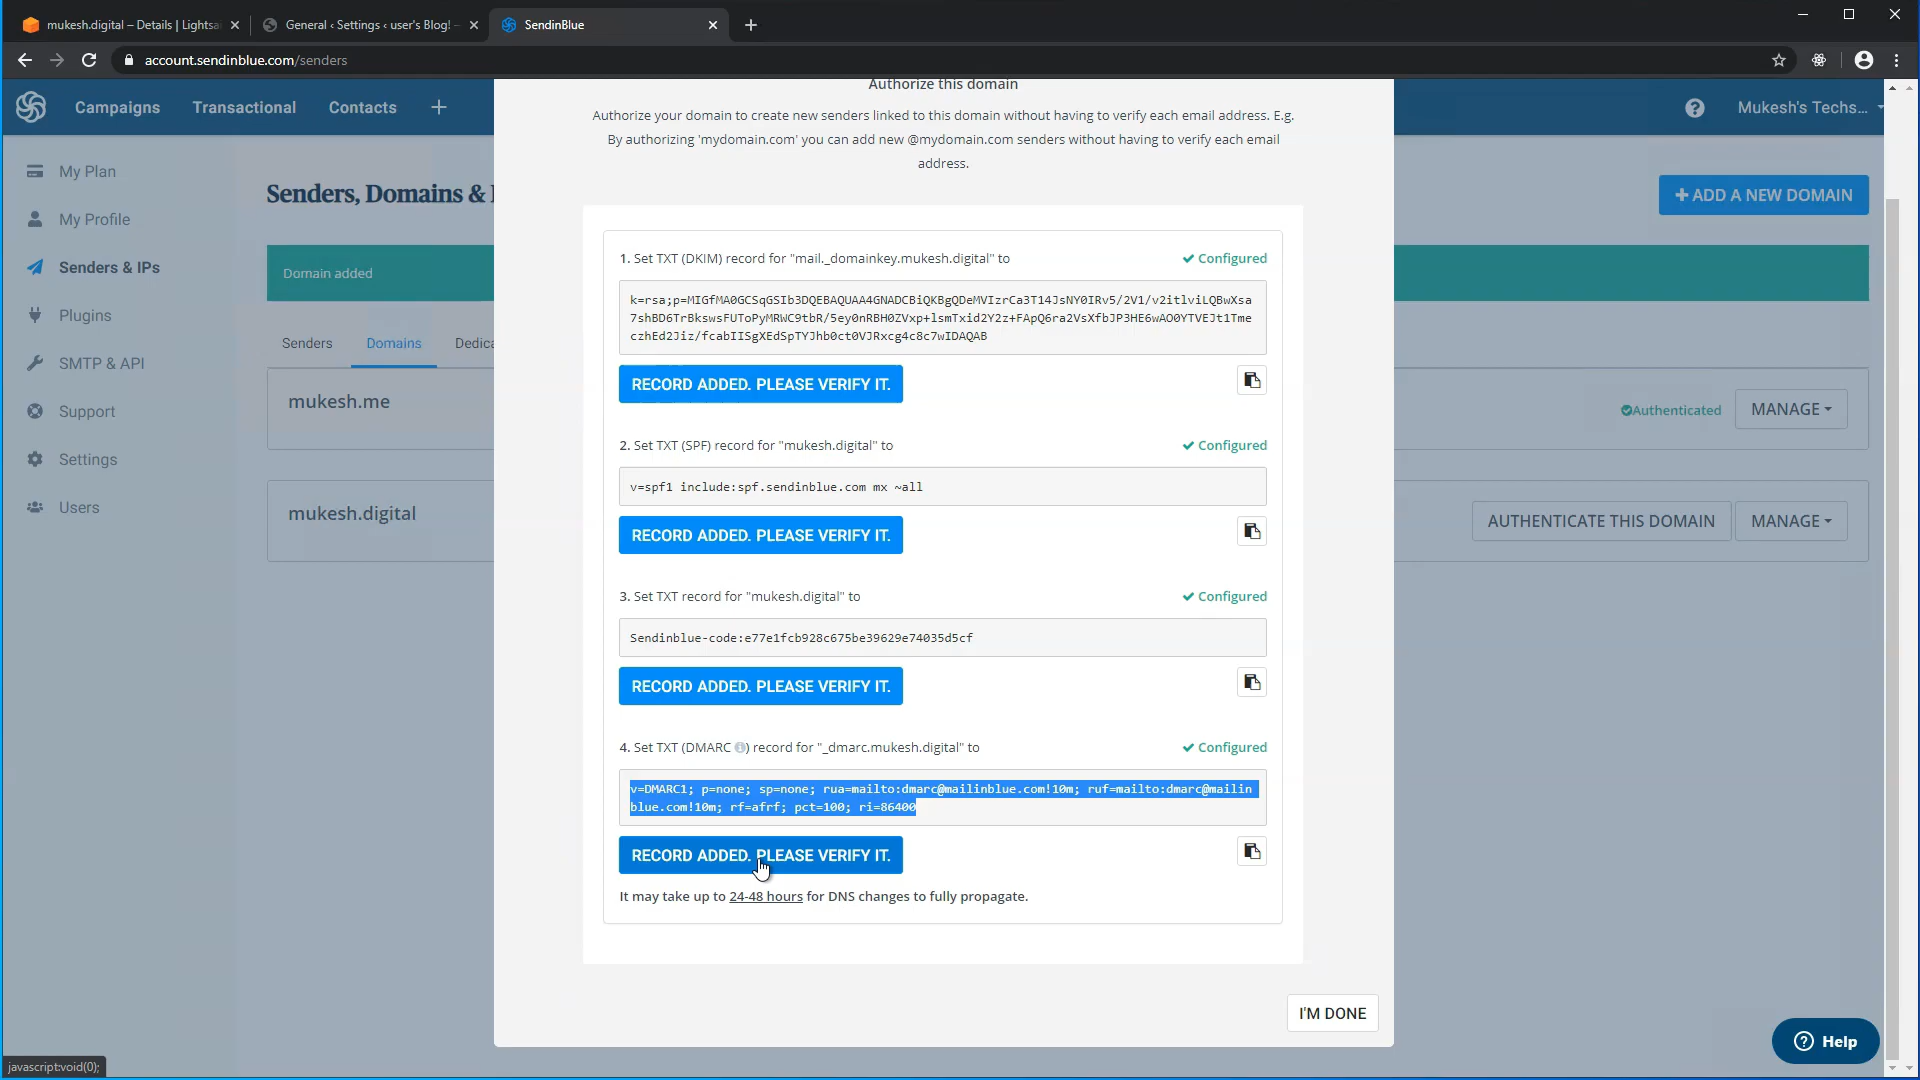 mukesh.digital – Details | Lightsa
General ‹ Settings ‹ user's Blog! –
SendinBlue
account.sendinblue.com/senders
Campaigns
Transactional
Contacts
Mukesh's Techs...
My Plan
My Profile
Senders & IPs
Plugins
SMTP & API
Support
Settings
Users
Senders, Domains & I
+ ADD A NEW DOMAIN
Domain added
Senders
Domains
Dedica
mukesh.me
Authenticated
MANAGE
mukesh.digital
AUTHENTICATE THIS DOMAIN
MANAGE
Authorize this domain
Authorize your domain to create new senders linked to this domain without having to verify each email address. E.g.
By authorizing 'mydomain.com' you can add new @mydomain.com senders without having to verify each email
address.
1. Set TXT (DKIM) record for "mail._domainkey.mukesh.digital" to
Configured
k=rsa;p=MIGfMA0GCSqGSIb3DQEBAQUAA4GNADCBiQKBgQDeMVIzrCa3T14JsNY0IRv5/2V1/v2itlviLQBwXsa
7shBD6TrBkswsFUToPyMRWC9tbR/5ey0nRBH0ZVxp+lsmTxid2Y2z+FApQ6ra2VsXfbJP3HE6wAO0YTVEJt1Tme
czhEd2Jiz/fcabIISgXEdSpTYJhb0ct0VJRxcg4c8c7wIDAQAB
RECORD ADDED. PLEASE VERIFY IT.
2. Set TXT (SPF) record for "mukesh.digital" to
Configured
v=spf1 include:spf.sendinblue.com mx ~all
RECORD ADDED. PLEASE VERIFY IT.
3. Set TXT record for "mukesh.digital" to
Configured
Sendinblue-code:e77e1fcb928c675be39629e74035d5cf
RECORD ADDED. PLEASE VERIFY IT.
4. Set TXT (DMARC ) record for "_dmarc.mukesh.digital" to
Configured
v=DMARC1; p=none; sp=none; rua=mailto:dmarc@mailinblue.com!10m; ruf=mailto:dmarc@mailin
blue.com!10m; rf=afrf; pct=100; ri=86400
RECORD ADDED. PLEASE VERIFY IT.
It may take up to 24-48 hours for DNS changes to fully propagate.
I'M DONE
Help
javascript:void(0);